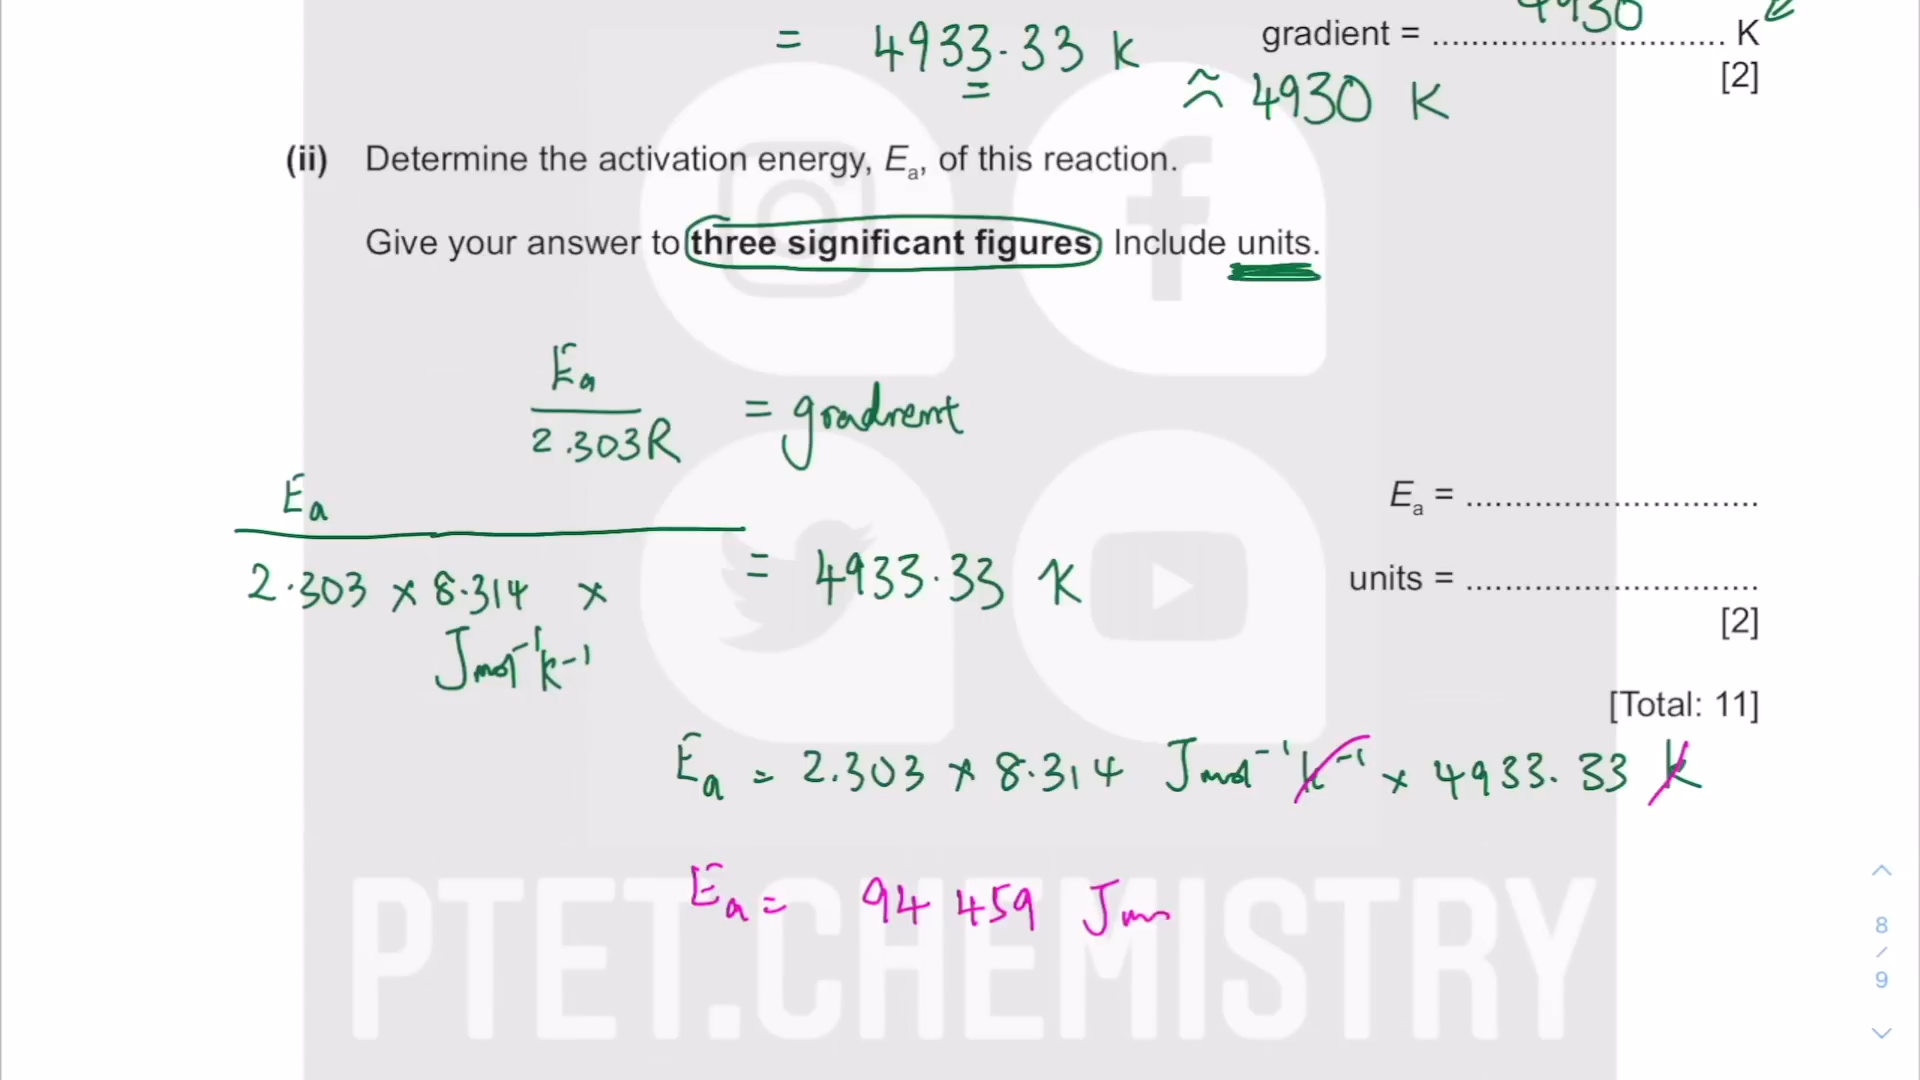 = 4933.33 K
gradient = 4930 K
≈ 4930 K
[2]
(ii) Determine the activation energy, Ea, of this reaction.
Give your answer to three significant figures. Include units.
Ea
2.303R
= gradient
Ea
2.303 × 8.314 ×
Jmol⁻¹k⁻¹
= 4933.33 K
Ea = ..............................
units = ..............................
[2]
[Total: 11]
Ea = 2.303 × 8.314 Jmol⁻¹k⁻¹ × 4933.33 K
Ea = 94 459 Jm
PTET.CHEMISTRY
8
/
9